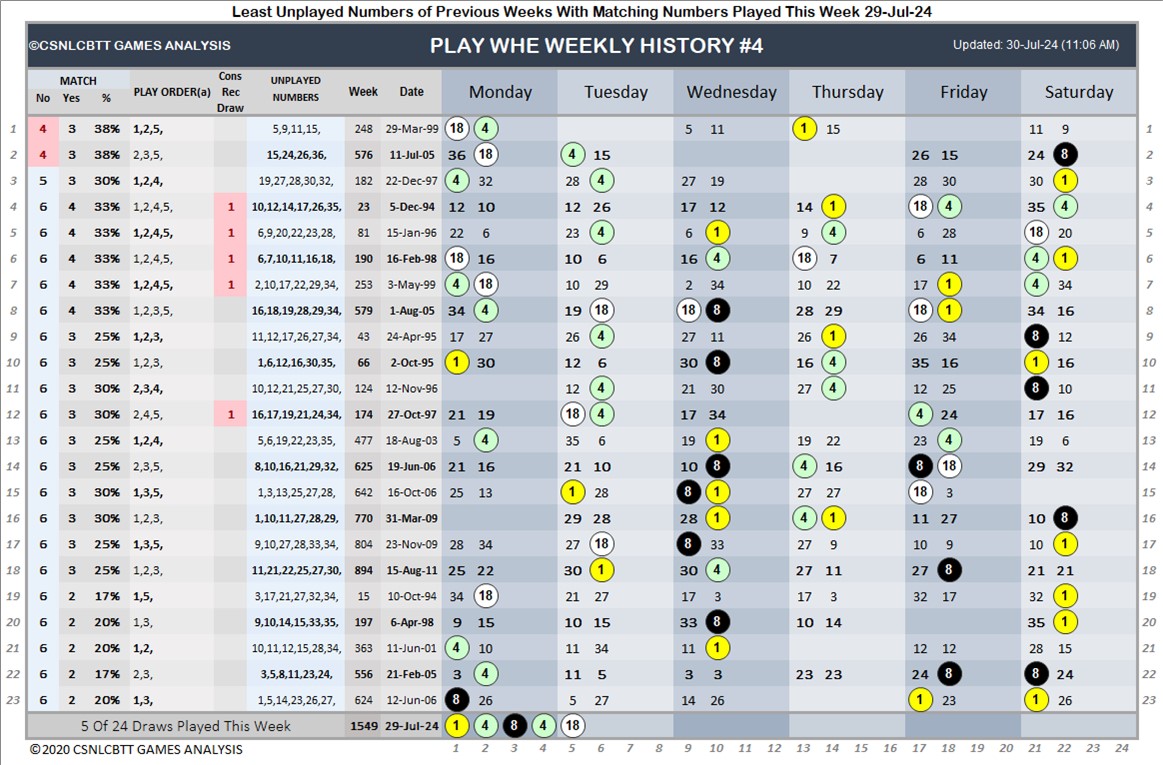 Least Unplayed Numbers of Previous Weeks With Matching Numbers Played This Week 29-Jul-24
©CSNLCBTT GAMES ANALYSIS PLAY WHE WEEKLY HISTORY #4 Updated: 30-Jul-24 (11:06 AM)
MATCH PLAY ORDER(a) Cons Rec Draw UNPLAYED NUMBERS Week Date Monday Tuesday Wednesday Thursday Friday Saturday
No Yes %
1 4 3 38% 1,2,5, 5,9,11,15, 248 29-Mar-99 18 4 5 11 1 15 11 9 1
2 4 3 38% 2,3,5, 15,24,26,36, 576 11-Jul-05 36 18 4 15 26 15 24 8 2
3 5 3 30% 1,2,4, 19,27,28,30,32, 182 22-Dec-97 4 32 28 4 27 19 28 30 30 1 3
4 6 4 33% 1,2,4,5, 1 10,12,14,17,26,35, 23 5-Dec-94 12 10 12 26 17 12 14 1 18 4 35 4 4
5 6 4 33% 1,2,4,5, 1 6,9,20,22,23,28, 81 15-Jan-96 22 6 23 4 6 1 9 4 6 28 18 20 5
6 6 4 33% 1,2,4,5, 1 6,7,10,11,16,18, 190 16-Feb-98 18 16 10 6 16 4 18 7 6 11 4 1 6
7 6 4 33% 1,2,4,5, 1 2,10,17,22,29,34, 253 3-May-99 4 18 10 29 2 34 10 22 17 1 4 34 7
8 6 4 33% 1,2,3,5, 16,18,19,28,29,34, 579 1-Aug-05 34 4 19 18 18 8 28 29 18 1 34 16 8
9 6 3 25% 1,2,3, 11,12,17,26,27,34, 43 24-Apr-95 17 27 26 4 27 11 26 1 26 34 8 12 9
10 6 3 25% 1,2,3, 1,6,12,16,30,35, 66 2-Oct-95 1 30 12 6 30 8 16 4 35 16 1 16 10
11 6 3 30% 2,3,4, 10,12,21,25,27,30, 124 12-Nov-96 12 4 21 30 27 4 12 25 8 10 11
12 6 3 30% 2,4,5, 1 16,17,19,21,24,34, 174 27-Oct-97 21 19 18 4 17 34 4 24 17 16 12
13 6 3 25% 1,2,4, 5,6,19,22,23,35, 477 18-Aug-03 5 4 35 6 19 1 19 22 23 4 19 6 13
14 6 3 25% 2,3,5, 8,10,16,21,29,32, 625 19-Jun-06 21 16 21 10 10 8 4 16 8 18 29 32 14
15 6 3 30% 1,3,5, 1,3,13,25,27,28, 642 16-Oct-06 25 13 1 28 8 1 27 27 18 3 15
16 6 3 30% 1,2,3, 1,10,11,27,28,29, 770 31-Mar-09 29 28 28 1 4 1 11 27 10 8 16
17 6 3 25% 1,3,5, 9,10,27,28,33,34, 804 23-Nov-09 28 34 27 18 8 33 27 9 10 9 10 1 17
18 6 3 25% 1,2,3, 11,21,22,25,27,30, 894 15-Aug-11 25 22 30 1 30 4 27 11 27 8 21 21 18
19 6 2 17% 1,5, 3,17,21,27,32,34, 15 10-Oct-94 34 18 21 27 17 3 17 3 32 17 32 1 19
20 6 2 20% 1,3, 9,10,14,15,33,35, 197 6-Apr-98 9 15 10 15 33 8 10 14 35 1 20
21 6 2 20% 1,2, 10,11,12,15,28,34, 363 11-Jun-01 4 10 11 34 11 1 12 12 28 15 21
22 6 2 17% 2,3, 3,5,8,11,23,24, 556 21-Feb-05 3 4 11 5 3 3 23 23 24 8 8 24 22
23 6 2 20% 1,3, 1,5,14,23,26,27, 624 12-Jun-06 8 26 5 27 14 26 1 23 1 26 23
5 Of 24 Draws Played This Week 1549 29-Jul-24 1 4 8 4 18
©2020 CSNLCBTT GAMES ANALYSIS 1 2 3 4 5 6 7 8 9 10 11 12 13 14 15 16 17 18 19 20 21 22 23 24